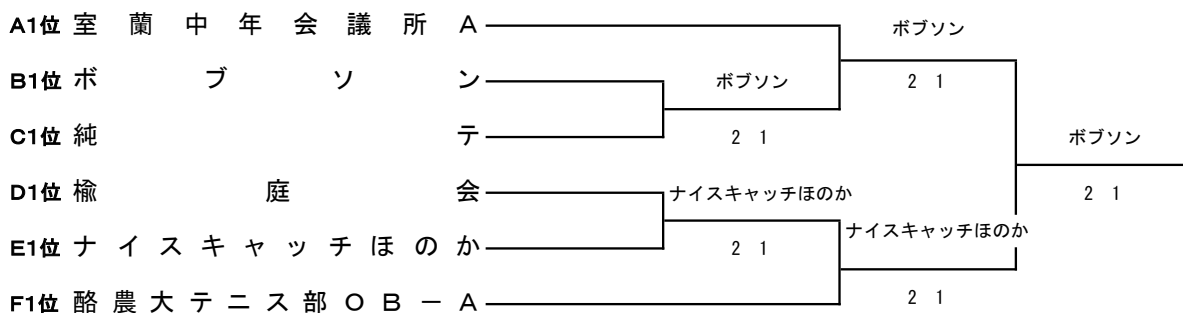 A1位 室蘭中年会議所A
ボブソン
B1位 ボブソン
ボブソン
2 1
C1位 純テ
2 1
ボブソン
D1位 楡庭会
ナイスキャッチほのか
2 1
E1位 ナイスキャッチほのか
2 1
ナイスキャッチほのか
F1位 酪農大テニス部OB-A
2 1